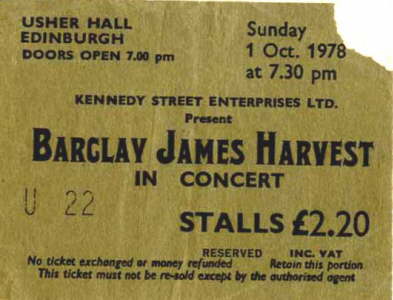 USHER HALL
EDINBURGH
DOORS OPEN 7.00 pm
Sunday
1 Oct. 1978
at 7.30 pm
KENNEDY STREET ENTERPRISES LTD.
Present
BARCLAY JAMES HARVEST
IN CONCERT
U 22
STALLS £2.20
RESERVED INC. VAT
No ticket exchanged or money refunded Retain this portion
This ticket must not be re-sold except by the authorised agent